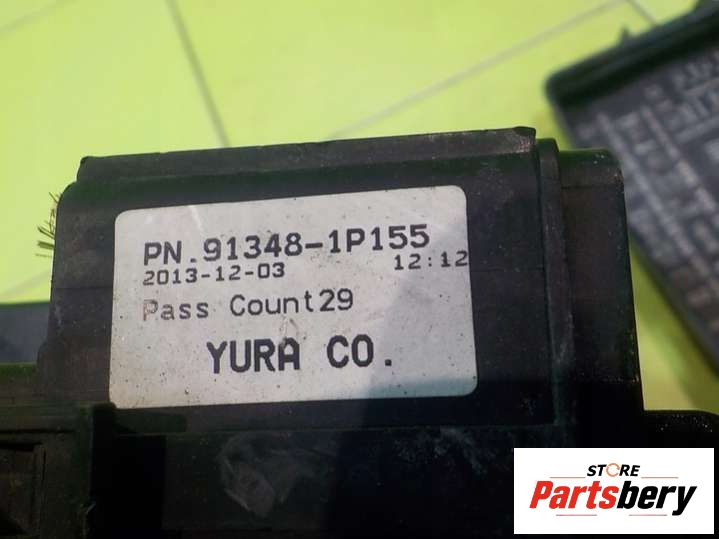 PN.91348-1P155
2013-12-03 12:12
Pass Count29
YURA CO.
STORE
Partsbery